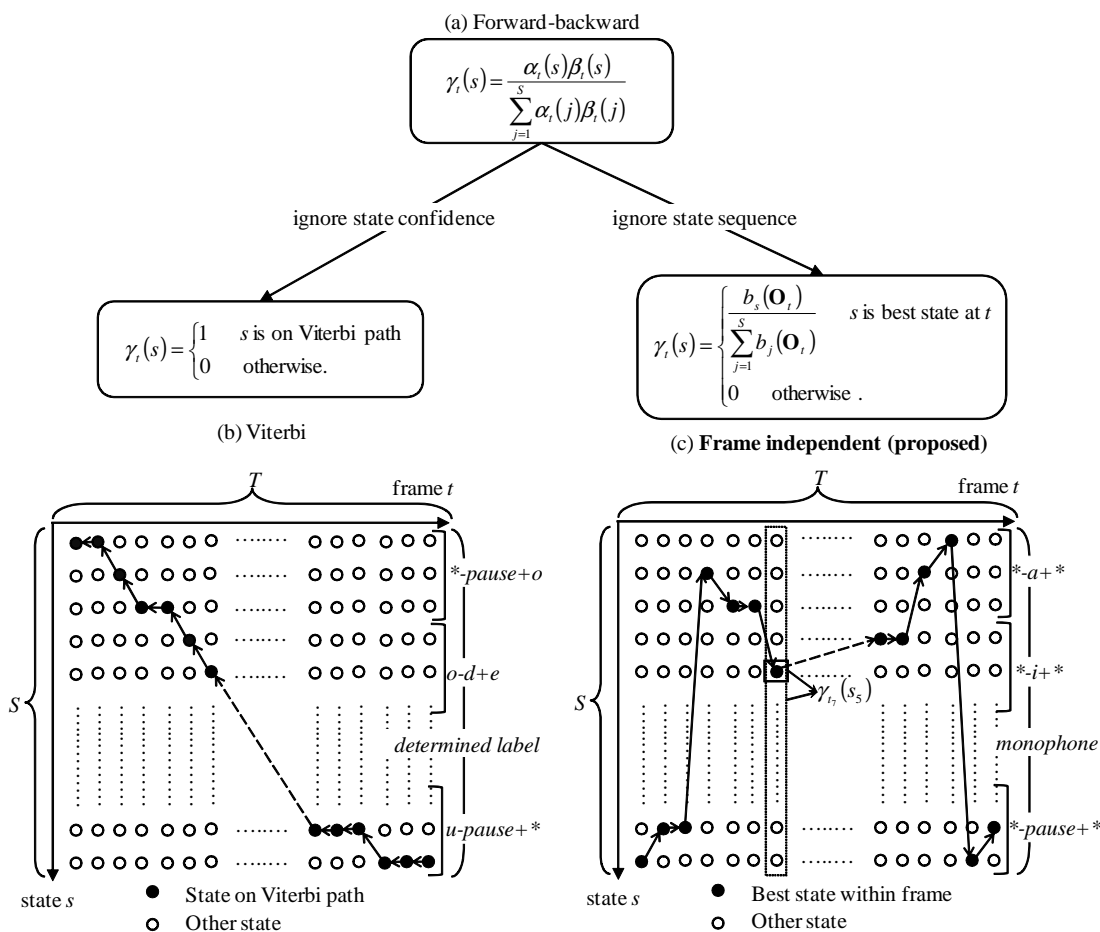 (a) Forward-backward
γ_t(s) = α_t(s)β_t(s) / ∑_{j=1}^{S} α_t(j)β_t(j)
ignore state confidence
ignore state sequence
γ_t(s) = { 1 s is on Viterbi path
0 otherwise.
γ_t(s) = { b_s(O_t) / ∑_{j=1}^{S} b_j(O_t) s is best state at t
0 otherwise .
(b) Viterbi
(c) Frame independent (proposed)
T
frame t
S
*-pause+o
o-d+e
determined label
u-pause+*
state s
State on Viterbi path
Other state
T
frame t
S
*-a+*
*-i+*
γ_{t_7}(s_5)
monophone
*-pause+*
state s
Best state within frame
Other state